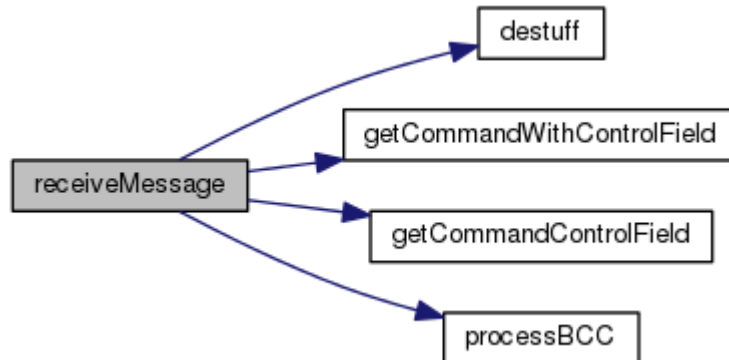 destuff
getCommandWithControlField
receiveMessage
getCommandControlField
processBCC